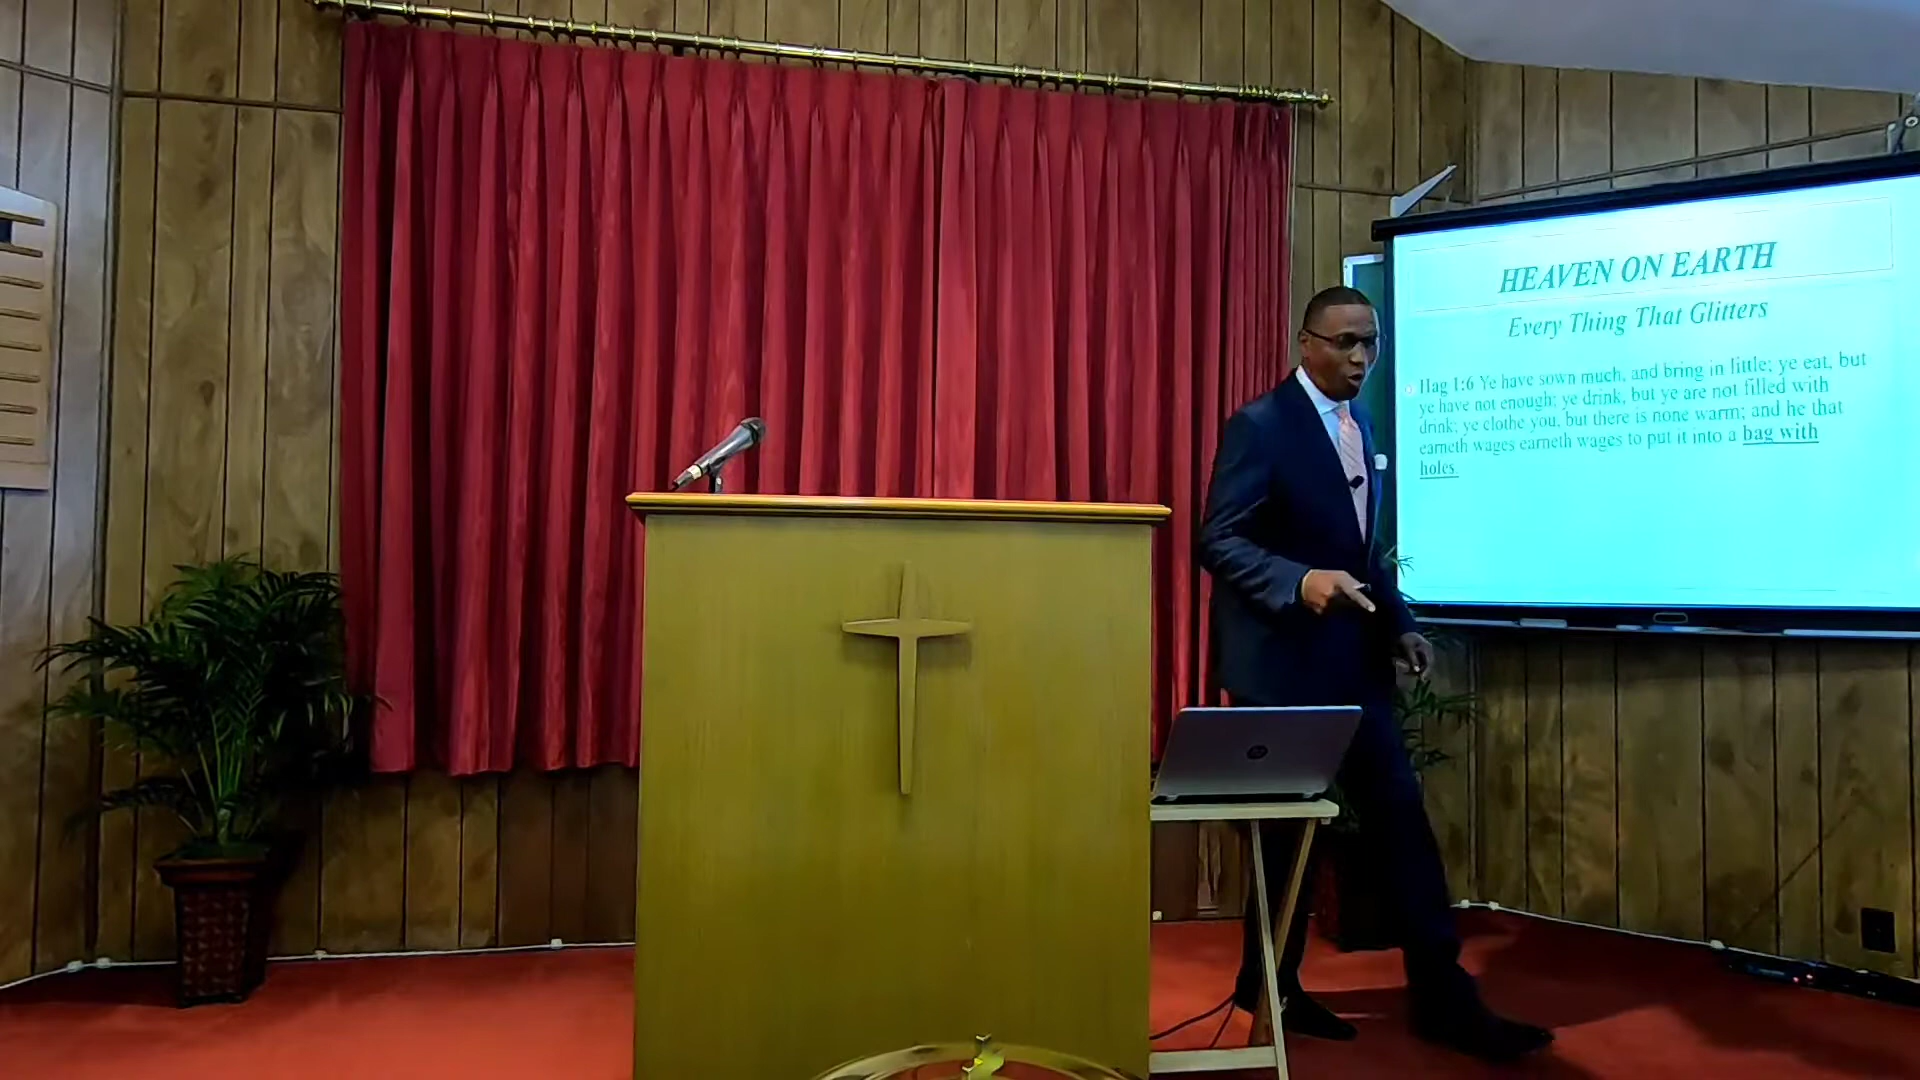 HEAVEN ON EARTH
Every Thing That Glitters
Hag 1:6 Ye have sown much, and bring in little; ye eat, but
ye have not enough; ye drink, but ye are not filled with
drink; ye clothe you, but there is none warm; and he that
earneth wages earneth wages to put it into a bag with
holes.